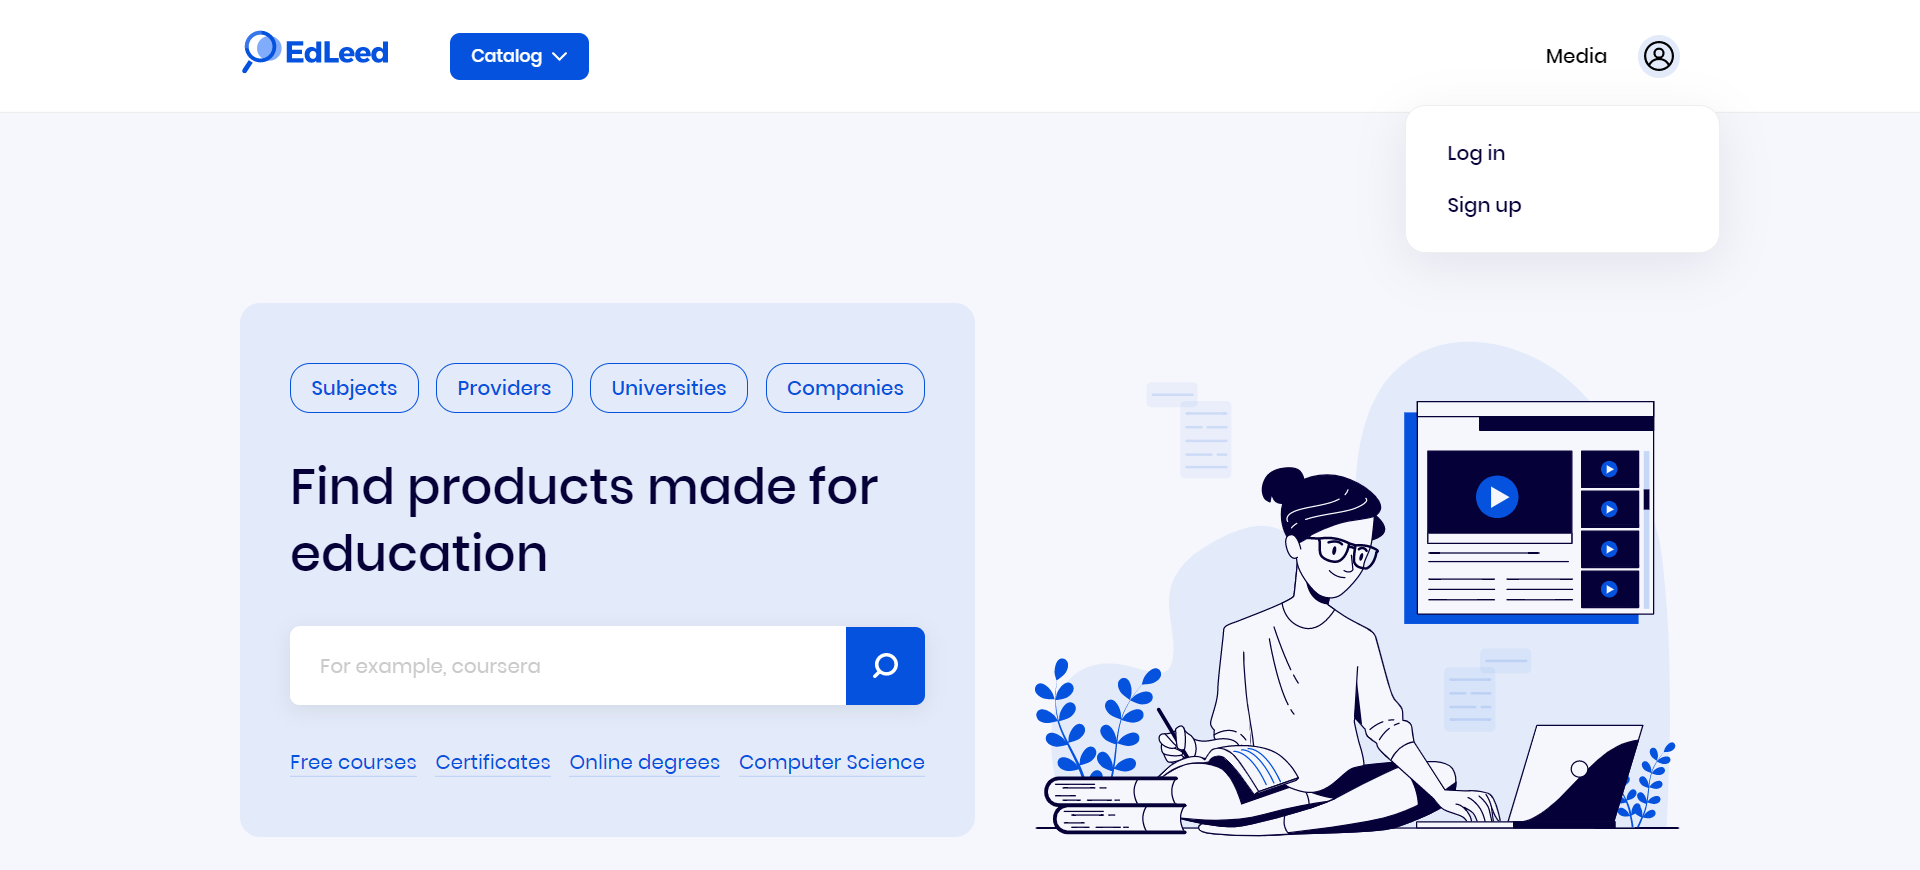 EdLeed
Catalog
Media
Log in
Sign up
Subjects
Providers
Universities
Companies
Find products made for
education
For example, coursera
Free courses
Certificates
Online degrees
Computer Science